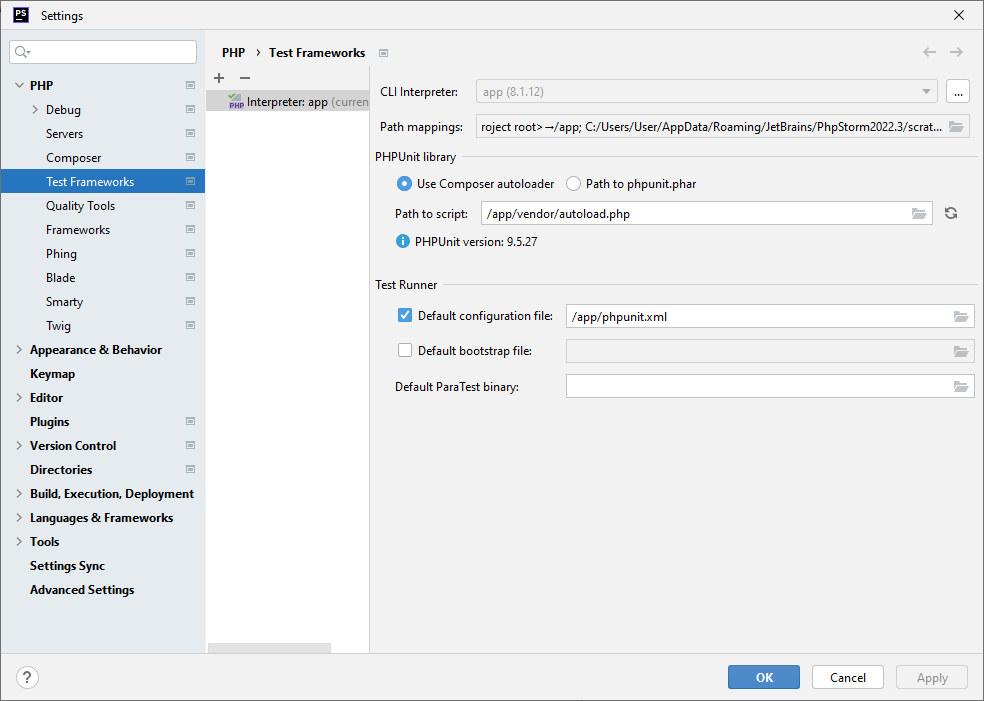 PS Settings
PHP
Debug
Servers
Composer
Test Frameworks
Quality Tools
Frameworks
Phing
Blade
Smarty
Twig
Appearance & Behavior
Keymap
Editor
Plugins
Version Control
Directories
Build, Execution, Deployment
Languages & Frameworks
Tools
Settings Sync
Advanced Settings
PHP › Test Frameworks
PHP Interpreter: app (curren
CLI Interpreter: app (8.1.12) ...
Path mappings: roject root>→/app; C:/Users/User/AppData/Roaming/JetBrains/PhpStorm2022.3/scrat...
PHPUnit library
Use Composer autoloader Path to phpunit.phar
Path to script: /app/vendor/autoload.php
PHPUnit version: 9.5.27
Test Runner
Default configuration file: /app/phpunit.xml
Default bootstrap file:
Default ParaTest binary:
? OK Cancel Apply